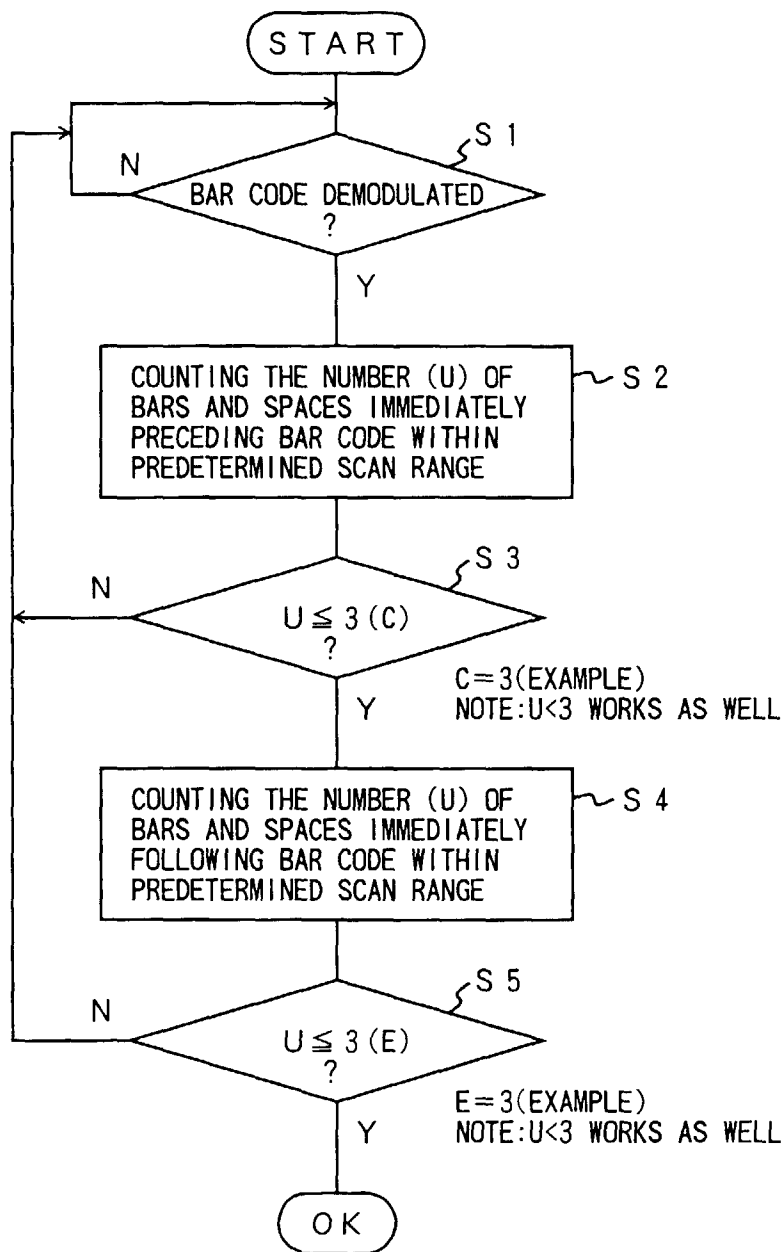 START
S1
N
BAR CODE DEMODULATED
?
Y
COUNTING THE NUMBER (U) OF
BARS AND SPACES IMMEDIATELY
PRECEDING BAR CODE WITHIN
PREDETERMINED SCAN RANGE
S2
S3
N
U≦3(C)
?
C=3(EXAMPLE)
NOTE:U<3 WORKS AS WELL
Y
COUNTING THE NUMBER (U) OF
BARS AND SPACES IMMEDIATELY
FOLLOWING BAR CODE WITHIN
PREDETERMINED SCAN RANGE
S4
S5
N
U≦3(E)
?
E=3(EXAMPLE)
NOTE:U<3 WORKS AS WELL
Y
OK